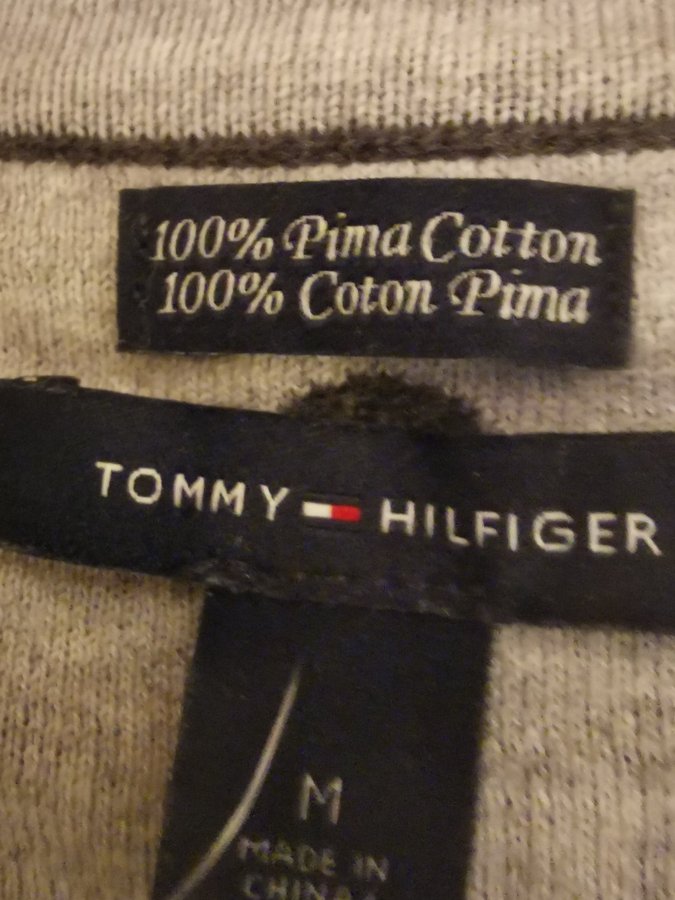 100% Pima Cotton
100% Coton Pima
TOMMY HILFIGER
M
MADE IN
CHINA